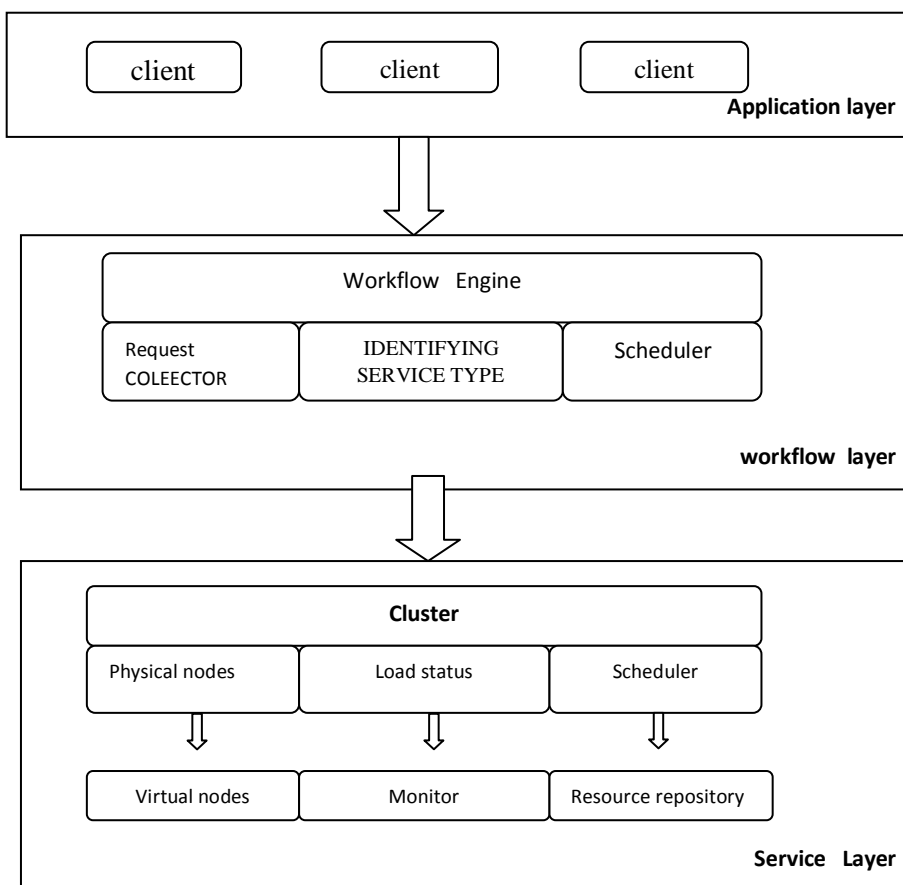 client
client
client
Application layer
Workflow Engine
Request
COLEECTOR
IDENTIFYING
SERVICE TYPE
Scheduler
workflow layer
Cluster
Physical nodes
Load status
Scheduler
Virtual nodes
Monitor
Resource repository
Service Layer